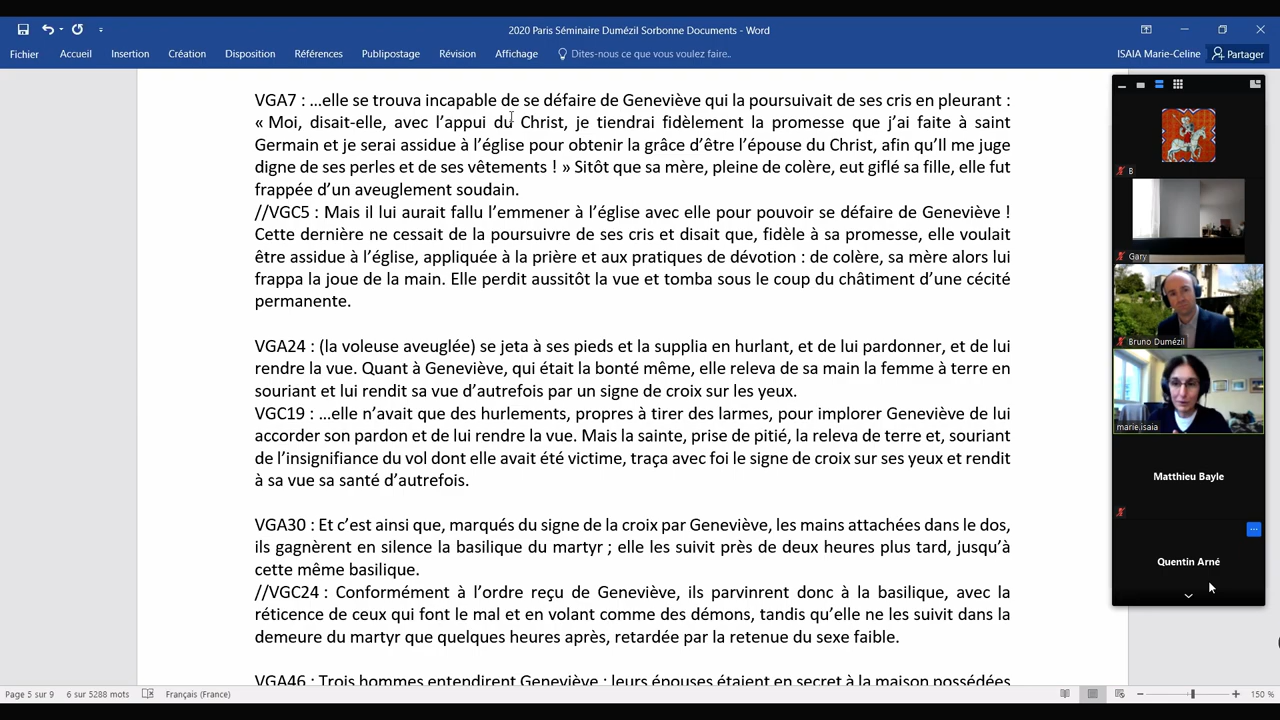 2020 Paris Séminaire Dumézil Sorbonne Documents - Word
Fichier Accueil Insertion Création Disposition Références Publipostage Révision Affichage Dites-nous ce que vous voulez faire.. ISAIA Marie-Celine Partager
VGA7 : …elle se trouva incapable de se défaire de Geneviève qui la poursuivait de ses cris en pleurant :
« Moi, disait-elle, avec l’appui du Christ, je tiendrai fidèlement la promesse que j’ai faite à saint
Germain et je serai assidue à l’église pour obtenir la grâce d’être l’épouse du Christ, afin qu’Il me juge
digne de ses perles et de ses vêtements ! » Sitôt que sa mère, pleine de colère, eut giflé sa fille, elle fut
frappée d’un aveuglement soudain.
//VGC5 : Mais il lui aurait fallu l’emmener à l’église avec elle pour pouvoir se défaire de Geneviève !
Cette dernière ne cessait de la poursuivre de ses cris et disait que, fidèle à sa promesse, elle voulait
être assidue à l’église, appliquée à la prière et aux pratiques de dévotion : de colère, sa mère alors lui
frappa la joue de la main. Elle perdit aussitôt la vue et tomba sous le coup du châtiment d’une cécité
permanente.
VGA24 : (la voleuse aveuglée) se jeta à ses pieds et la supplia en hurlant, et de lui pardonner, et de lui
rendre la vue. Quant à Geneviève, qui était la bonté même, elle releva de sa main la femme à terre en
souriant et lui rendit sa vue d’autrefois par un signe de croix sur les yeux.
VGC19 : …elle n’avait que des hurlements, propres à tirer des larmes, pour implorer Geneviève de lui
accorder son pardon et de lui rendre la vue. Mais la sainte, prise de pitié, la releva de terre et, souriant
de l’insignifiance du vol dont elle avait été victime, traça avec foi le signe de croix sur ses yeux et rendit
à sa vue sa santé d’autrefois.
VGA30 : Et c’est ainsi que, marqués du signe de la croix par Geneviève, les mains attachées dans le dos,
ils gagnèrent en silence la basilique du martyr ; elle les suivit près de deux heures plus tard, jusqu’à
cette même basilique.
//VGC24 : Conformément à l’ordre reçu de Geneviève, ils parvinrent donc à la basilique, avec la
réticence de ceux qui font le mal et en volant comme des démons, tandis qu’elle ne les suivit dans la
demeure du martyr que quelques heures après, retardée par la retenue du sexe faible.
VGA46 : Trois hommes entendirent Geneviève : leurs épouses étaient en secret à la maison possédées
B
Gary
Bruno Dumézil
marie.isaia
Matthieu Bayle
Quentin Arné
Page 5 sur 9 6 sur 5288 mots Français (France) 150 %